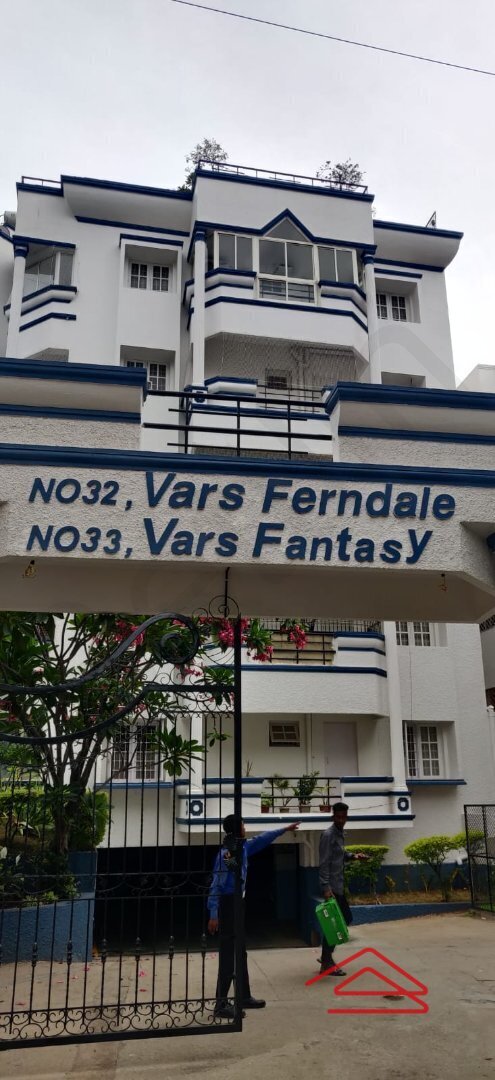 NO32, Vars Ferndale
NO33, Vars Fantasy